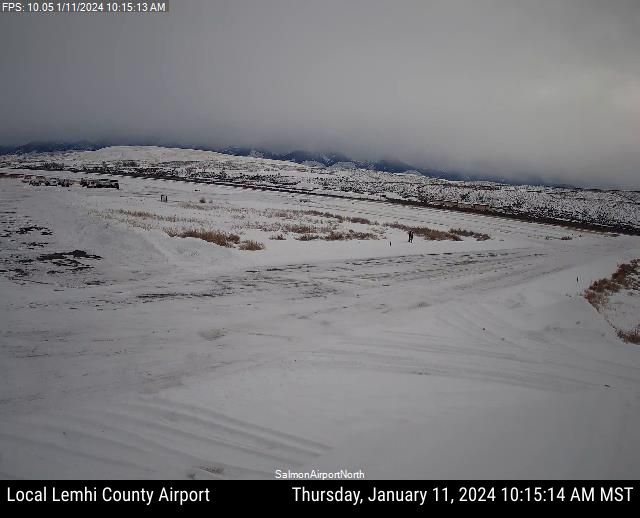 FPS: 10.05 1/11/2024 10:15:13 AM
SalmonAirportNorth
Local Lemhi County Airport Thursday, January 11, 2024 10:15:14 AM MST